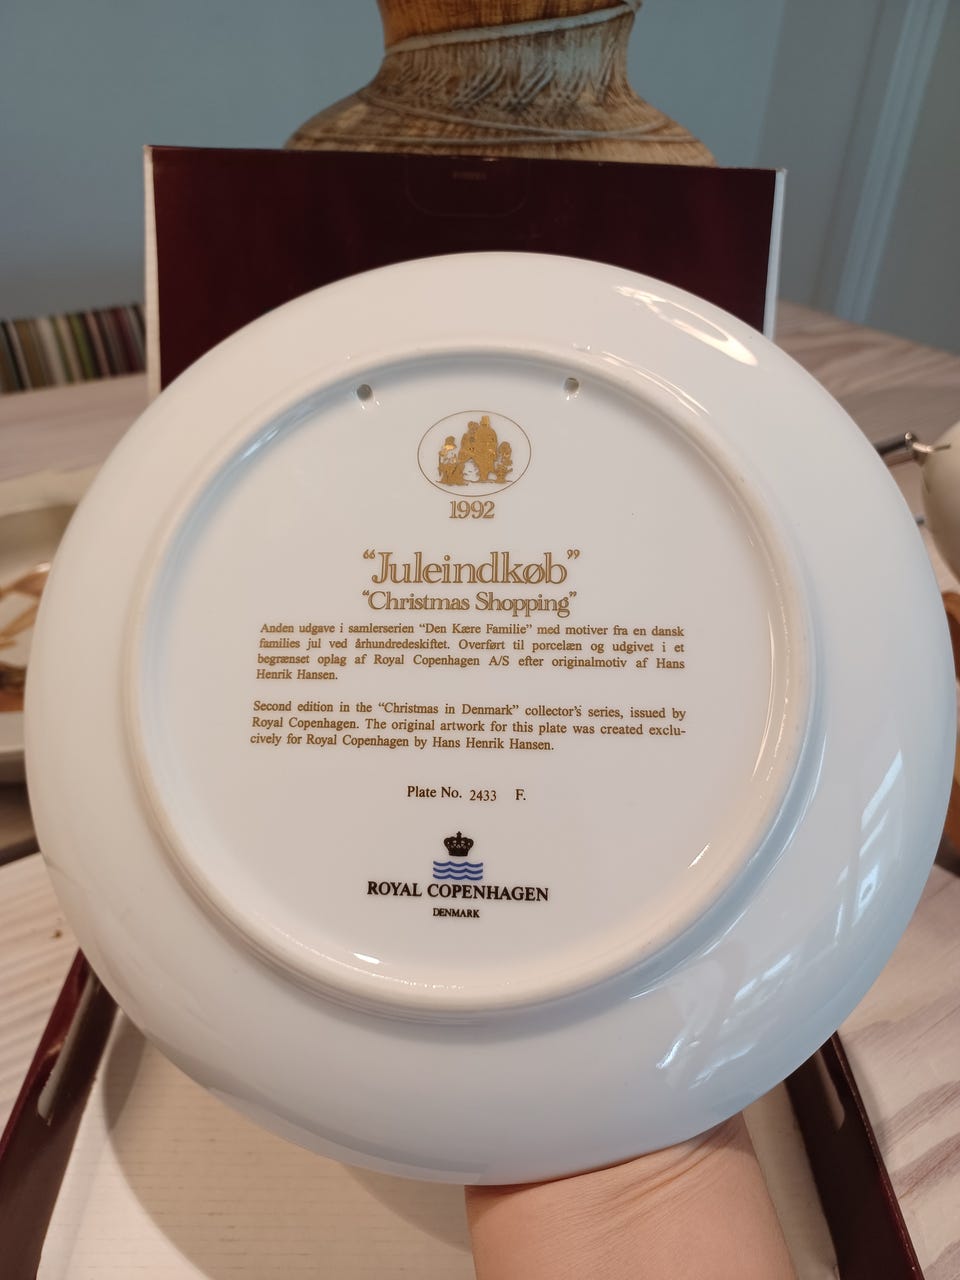 1992
“Juleindkøb”
“Christmas Shopping”
Anden udgave i samlerserien “Den Kære Familie” med motiver fra en dansk
families jul ved århundredeskiftet. Overført til porcelæn og udgivet i et
begrænset oplag af Royal Copenhagen A/S efter originalmotiv af Hans
Henrik Hansen.
Second edition in the “Christmas in Denmark” collector’s series, issued by
Royal Copenhagen. The original artwork for this plate was created exclu-
cively for Royal Copenhagen by Hans Henrik Hansen.
Plate No. 2433 F.
ROYAL COPENHAGEN
DENMARK